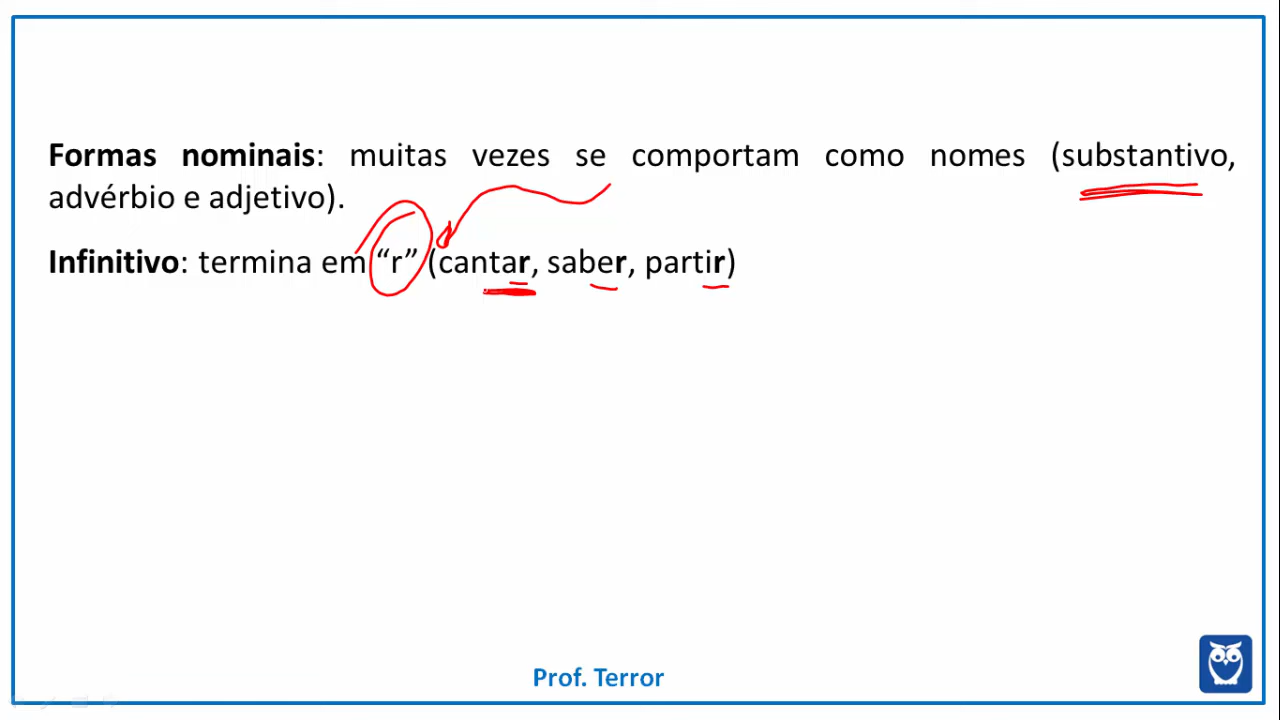 Formas nominais: muitas vezes se comportam como nomes (substantivo,
advérbio e adjetivo).
Infinitivo: termina em “r” (cantar, saber, partir)
Prof. Terror